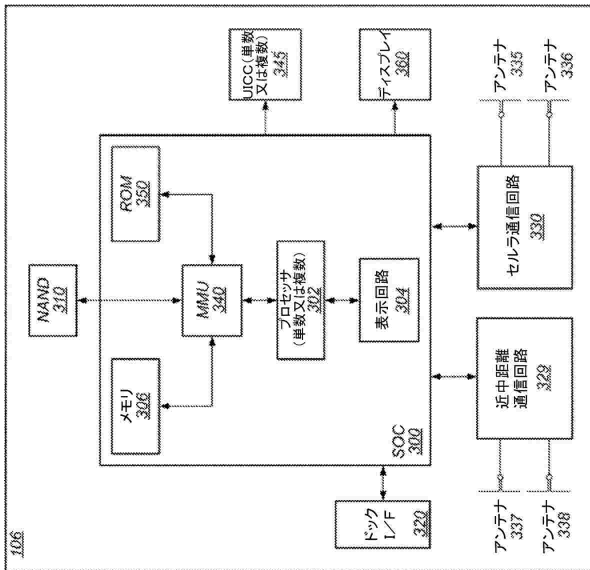 106
NAND
310
UICC(単数
又は複数)
345
メモリ
306
MMU
340
ROM
350
ディスプレイ
360
プロセッサ
(単数又は複数)
302
表示回路
304
SOC
300
ドック
I/F
320
近中距離
通信回路
329
セルラ通信回路
330
アンテナ
337
アンテナ
338
アンテナ
335
アンテナ
336